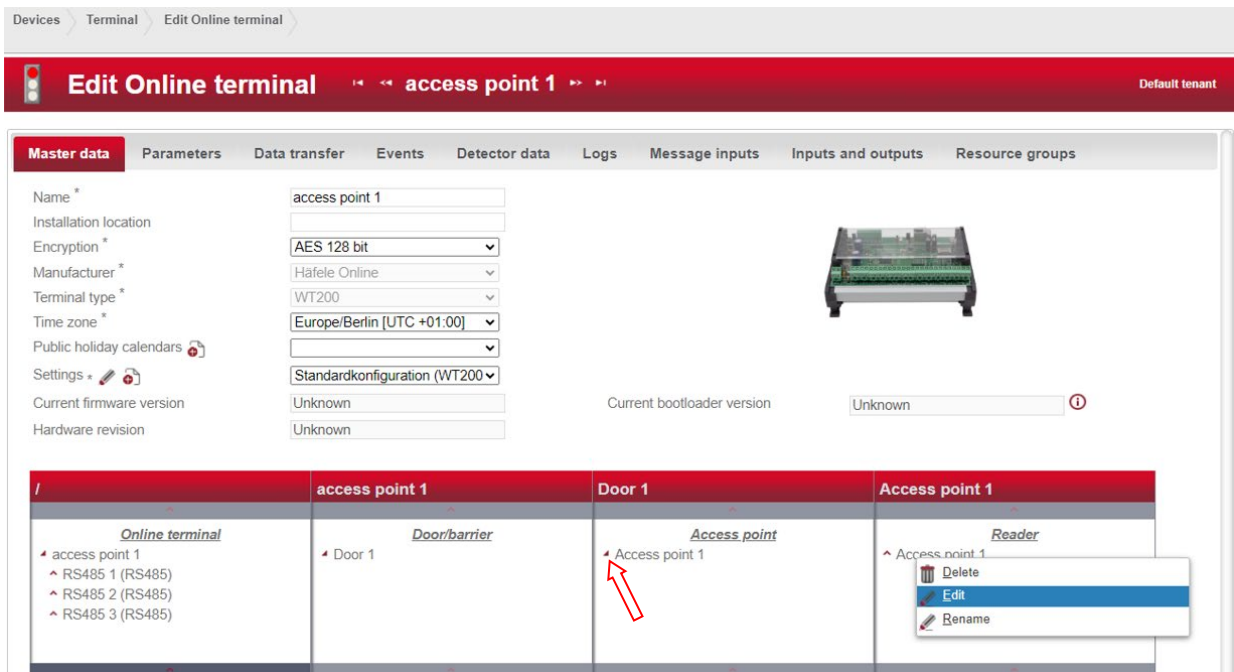 Devices Terminal Edit Online terminal
Edit Online terminal access point 1 Default tenant
Master data Parameters Data transfer Events Detector data Logs Message inputs Inputs and outputs Resource groups
Name * access point 1
Installation location
Encryption * AES 128 bit
Manufacturer * Häfele Online
Terminal type * WT200
Time zone * Europe/Berlin [UTC +01:00]
Public holiday calendars
Settings * Standardkonfiguration (WT200
Current firmware version Unknown Current bootloader version Unknown
Hardware revision Unknown
/ access point 1 Door 1 Access point 1
Online terminal Door/barrier Access point Reader
access point 1 Door 1 Access point 1 Access point 1
RS485 1 (RS485) Delete
RS485 2 (RS485) Edit
RS485 3 (RS485) Rename